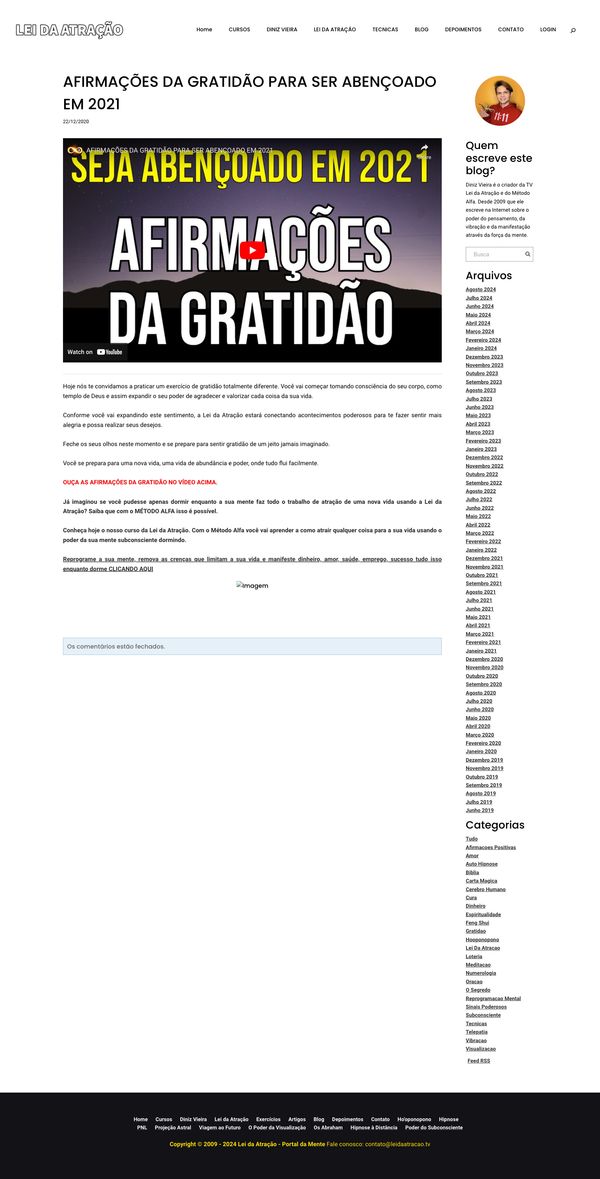 LEI DA ATRAÇÃO
Home CURSOS DINIZ VIEIRA LEI DA ATRAÇÃO TECNICAS BLOG DEPOIMENTOS CONTATO LOGIN
AFIRMAÇÕES DA GRATIDÃO PARA SER ABENÇOADO
EM 2021
22/12/2020
AFIRMAÇÕES DA GRATIDÃO PARA SER ABENÇOADO EM 2021
SEJA ABENÇOADO EM 2021
AFIRMAÇÕES
DA GRATIDÃO
Watch on YouTube
Hoje nós te convidamos a praticar um exercício de gratidão totalmente diferente. Você vai começar tomando consciência do seu corpo, como
templo de Deus e assim expandir o seu poder de agradecer e valorizar cada coisa da sua vida.
Conforme você vai expandindo este sentimento, a Lei da Atração estará conectando acontecimentos poderosos para te fazer sentir mais
alegria e possa realizar seus desejos.
Feche os seus olhos neste momento e se prepare para sentir gratidão de um jeito jamais imaginado.
Você se prepara para uma nova vida, uma vida de abundância e poder, onde tudo flui facilmente.
OUÇA AS AFIRMAÇÕES DA GRATIDÃO NO VÍDEO ACIMA.
Já imaginou se você pudesse apenas dormir enquanto a sua mente faz todo o trabalho de atração de uma nova vida usando a Lei da
Atração? Saiba que com o MÉTODO ALFA isso é possível.
Conheça hoje o nosso curso da Lei da Atração. Com o Método Alfa você vai aprender a como atrair qualquer coisa para a sua vida usando o
poder da sua mente subconsciente dormindo.
Reprograme a sua mente, remova as crenças que limitam a sua vida e manifeste dinheiro, amor, saúde, emprego, sucesso tudo isso
enquanto dorme CLICANDO AQUI
Imagem
Os comentários estão fechados.
11:11
Quem
escreve este
blog?
Diniz Vieira é o criador da TV
Lei da Atração e do Método
Alfa. Desde 2009 que ele
escreve na Internet sobre o
poder do pensamento, da
vibração e da manifestação
através da força da mente.
Busca
Arquivos
Agosto 2024
Julho 2024
Junho 2024
Maio 2024
Abril 2024
Março 2024
Fevereiro 2024
Janeiro 2024
Dezembro 2023
Novembro 2023
Outubro 2023
Setembro 2023
Agosto 2023
Julho 2023
Junho 2023
Maio 2023
Abril 2023
Março 2023
Fevereiro 2023
Janeiro 2023
Dezembro 2022
Novembro 2022
Outubro 2022
Setembro 2022
Agosto 2022
Julho 2022
Junho 2022
Maio 2022
Abril 2022
Março 2022
Fevereiro 2022
Janeiro 2022
Dezembro 2021
Novembro 2021
Outubro 2021
Setembro 2021
Agosto 2021
Julho 2021
Junho 2021
Maio 2021
Abril 2021
Março 2021
Fevereiro 2021
Janeiro 2021
Dezembro 2020
Novembro 2020
Outubro 2020
Setembro 2020
Agosto 2020
Julho 2020
Junho 2020
Maio 2020
Abril 2020
Março 2020
Fevereiro 2020
Janeiro 2020
Dezembro 2019
Novembro 2019
Outubro 2019
Setembro 2019
Agosto 2019
Julho 2019
Junho 2019
Categorias
Tudo
Afirmacoes Positivas
Amor
Auto Hipnose
Biblia
Carta Magica
Cerebro Humano
Cura
Dinheiro
Espiritualidade
Feng Shui
Gratidao
Hooponopono
Lei Da Atracao
Loteria
Meditacao
Numerologia
Oracao
O Segredo
Reprogramacao Mental
Sinais Poderosos
Subconsciente
Tecnicas
Telepatia
Vibracao
Visualizacao
Feed RSS
Home Cursos Diniz Vieira Lei da Atração Exercícios Artigos Blog Depoimentos Contato Ho'oponopono Hipnose
PNL Projeção Astral Viagem ao Futuro O Poder da Visualização Os Abraham Hipnose à Distância Poder do Subconsciente
Copyright © 2009 - 2024 Lei da Atração - Portal da Mente Fale conosco: contato@leidaatracao.tv